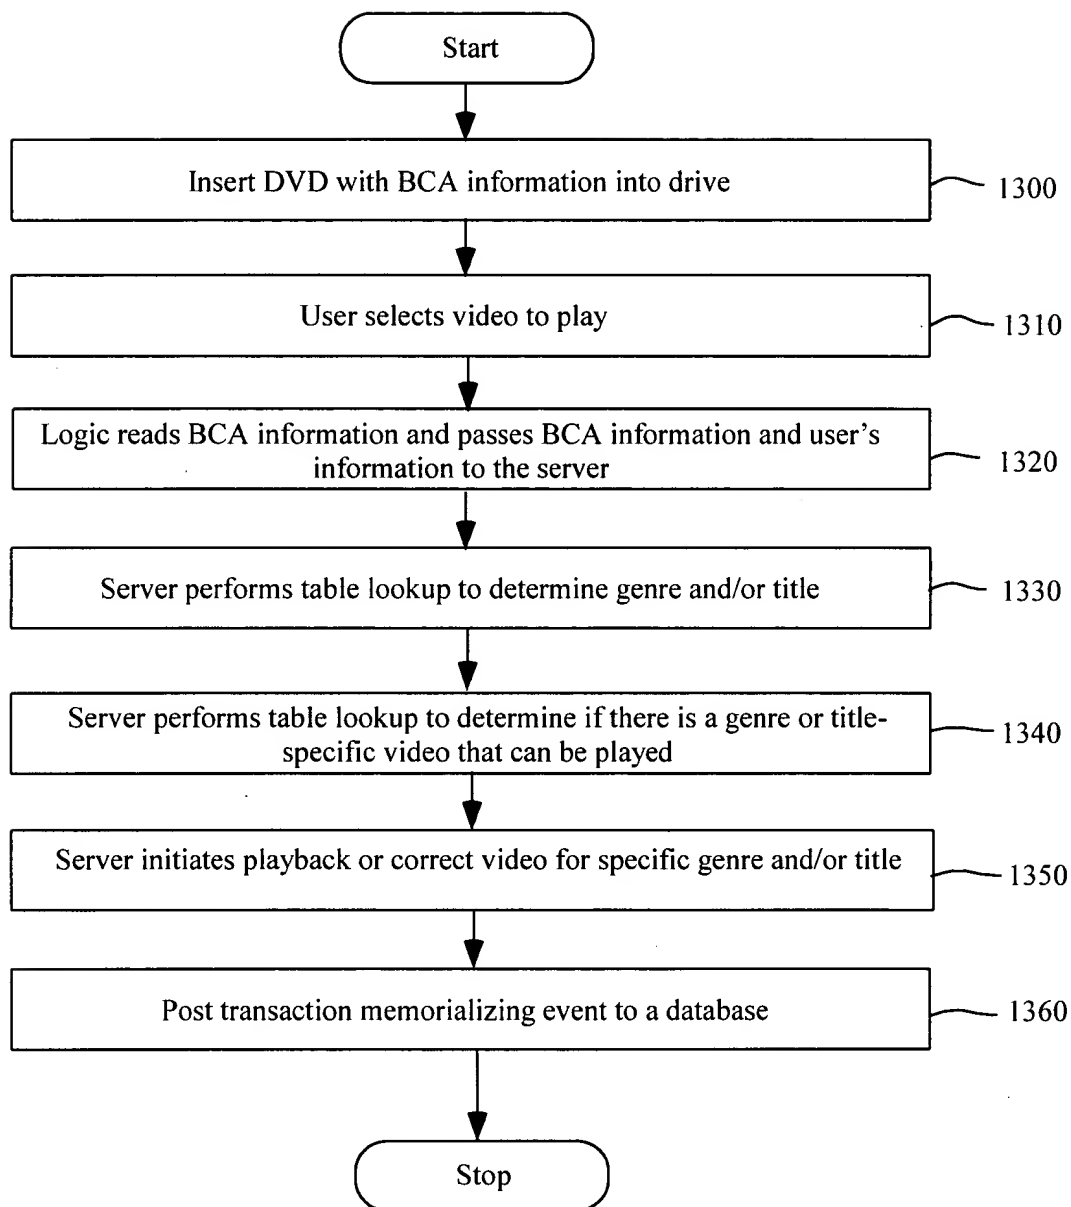 Start
Insert DVD with BCA information into drive
1300
User selects video to play
1310
Logic reads BCA information and passes BCA information and user's
information to the server
1320
Server performs table lookup to determine genre and/or title
1330
Server performs table lookup to determine if there is a genre or title-
specific video that can be played
1340
Server initiates playback or correct video for specific genre and/or title
1350
Post transaction memorializing event to a database
1360
Stop